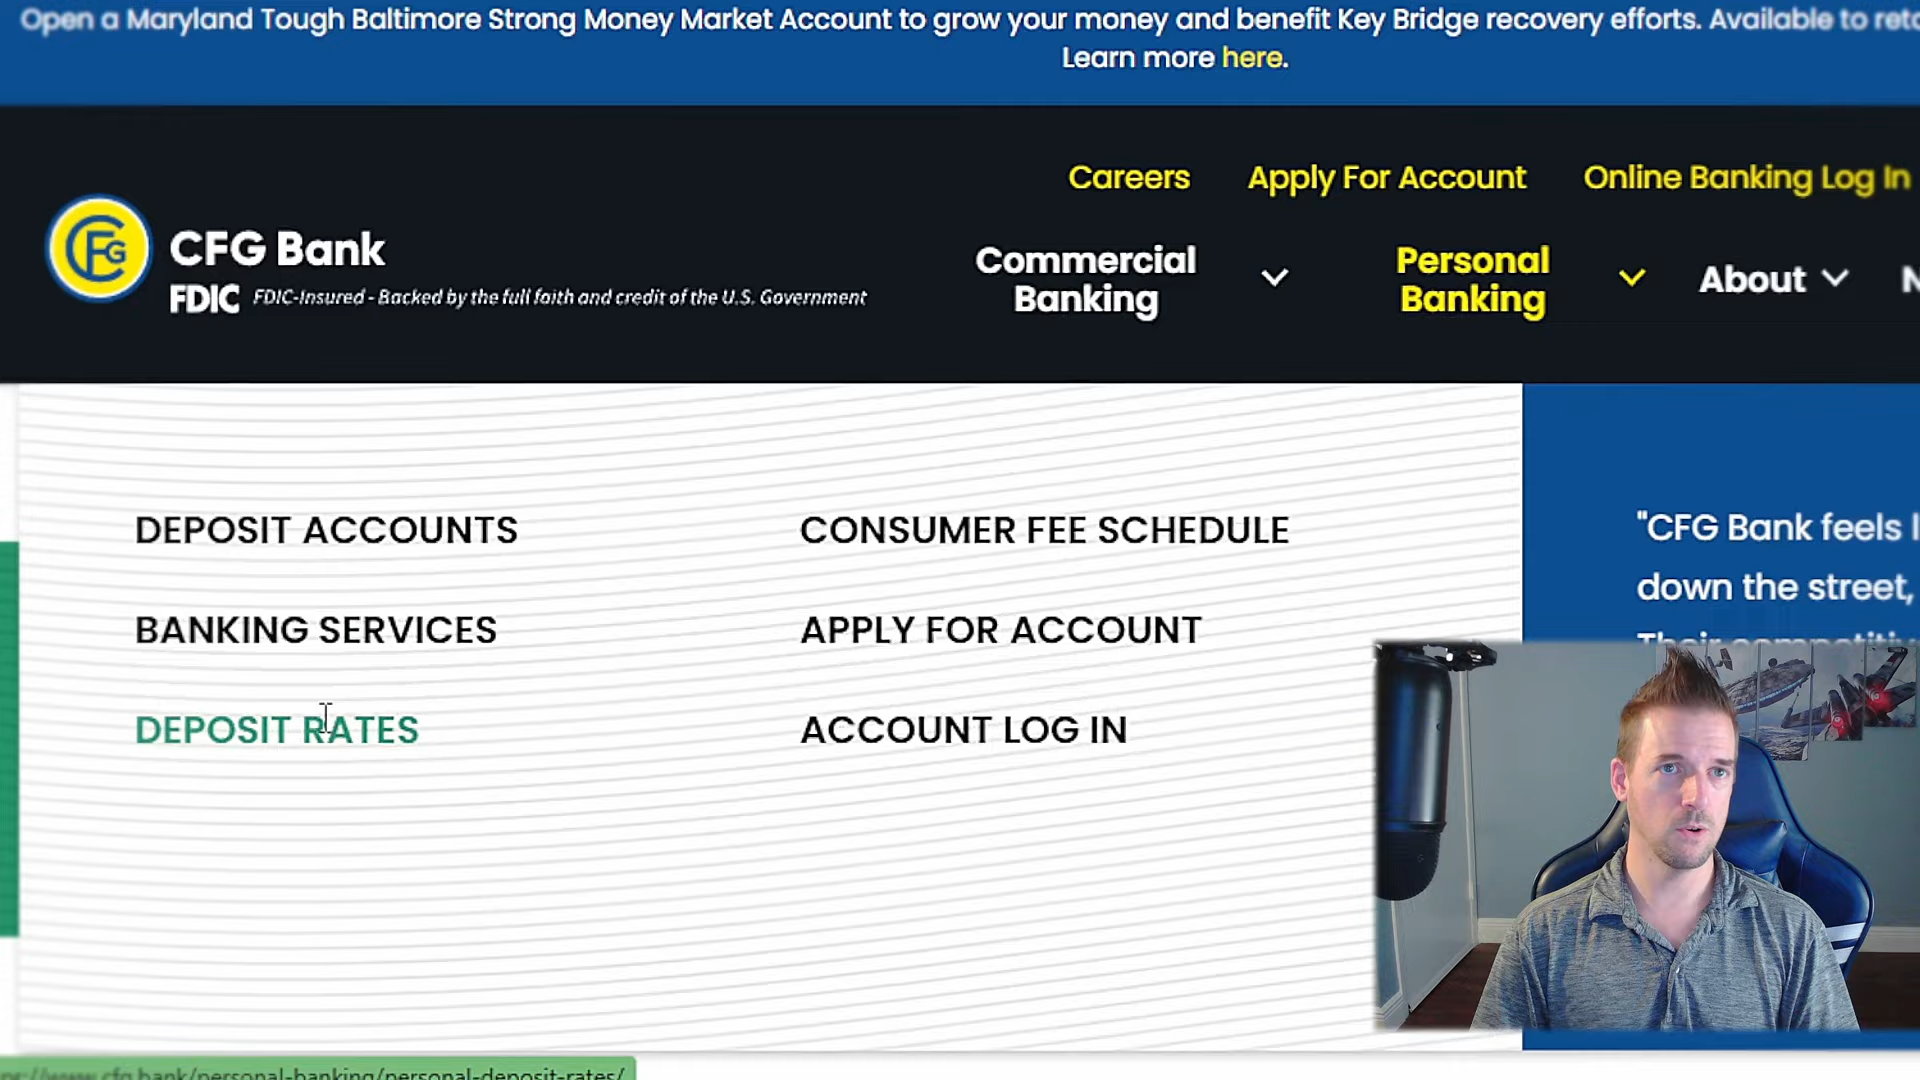 Open a Maryland Tough Baltimore Strong Money Market Account to grow your money and benefit Key Bridge recovery efforts. Available to
Learn more here.
Careers Apply For Account Online Banking Log In
CFG Bank
FDIC FDIC-Insured - Backed by the full faith and credit of the U.S. Government
Commercial Banking
Personal Banking
About
DEPOSIT ACCOUNTS
CONSUMER FEE SCHEDULE
BANKING SERVICES
APPLY FOR ACCOUNT
DEPOSIT RATES
ACCOUNT LOG IN
"CFG Bank feels
down the street,
Their
www.cfg.bank/personal-banking/personal-deposit-rates/